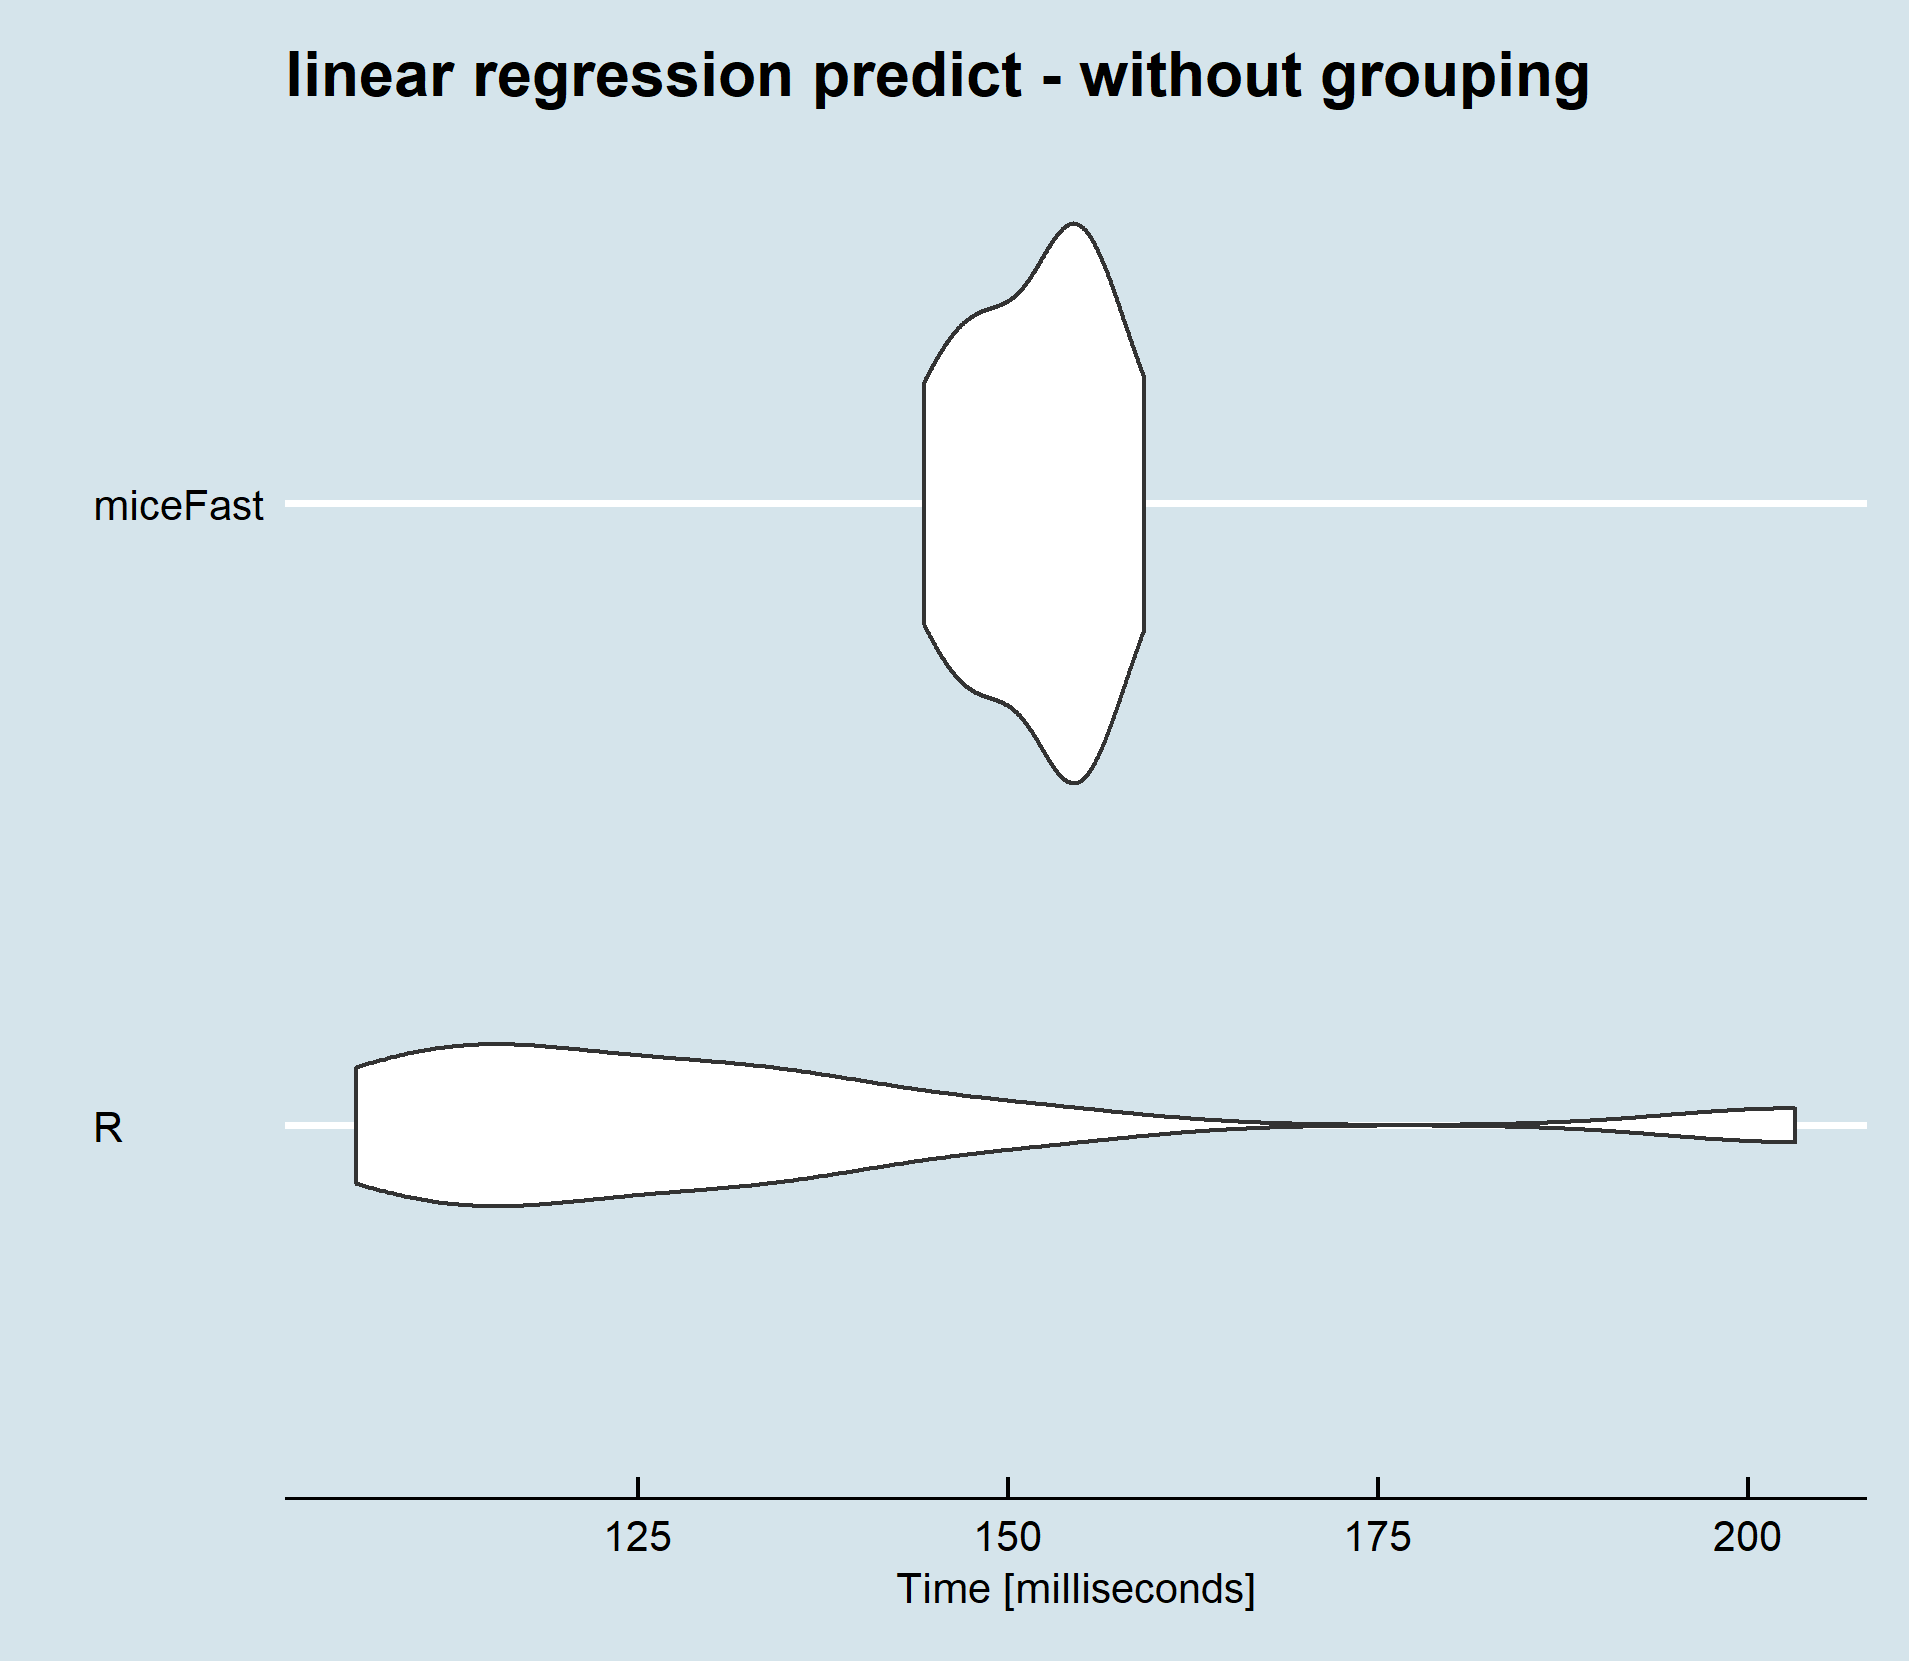 linear regression predict - without grouping
miceFast
R
125 150 175 200
Time [milliseconds]